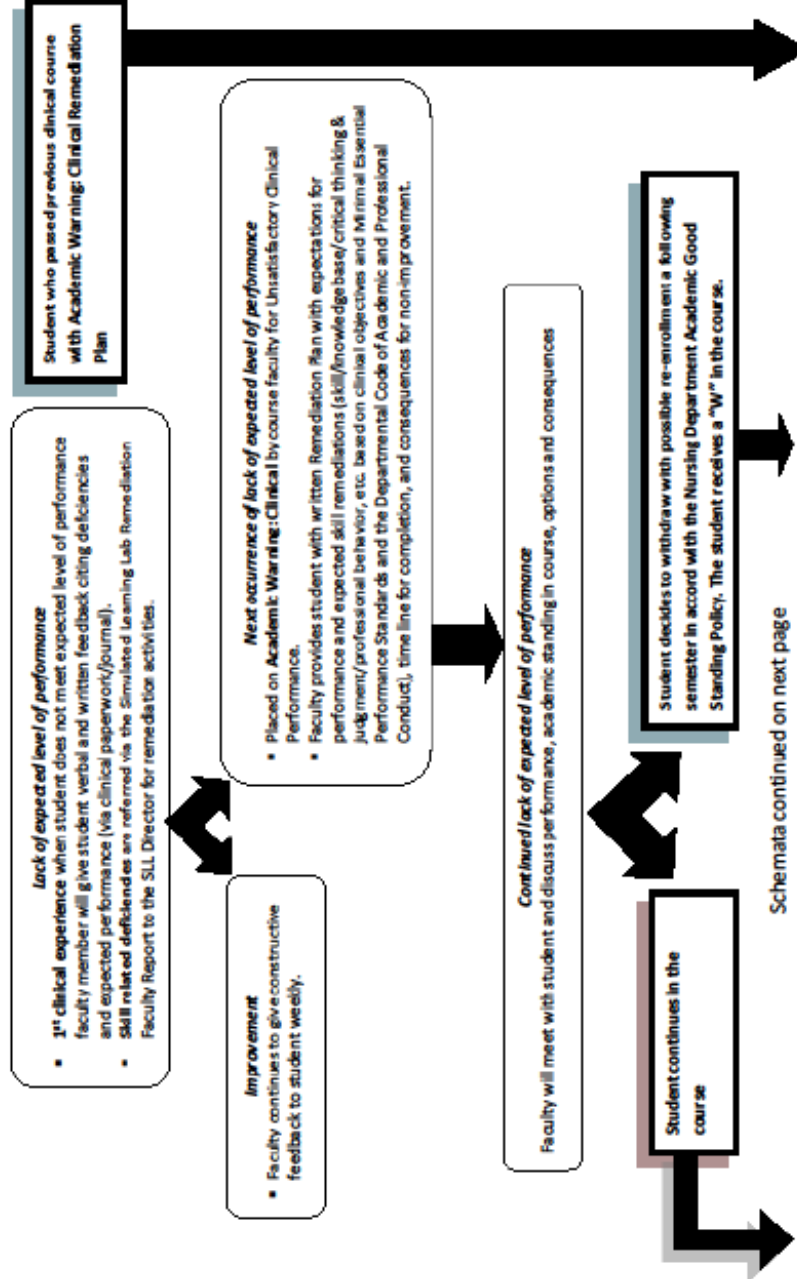 Lack of expected level of performance
▪ 1st clinical experience when student does not meet expected level of performance
faculty member will give student verbal and written feedback citing deficiencies
and expected performance (via clinical paperwork/journal).
▪ Skill related deficiencies are referred via the Simulated Learning Lab Remediation
Faculty Report to the SLL Director for remediation activities.
Student who passed previous clinical course
with Academic Warning: Clinical Remediation
Plan
Improvement
▪ Faculty continues to give constructive
feedback to student weekly.
Next ocurrence of lack of expected level of performance
▪ Placed on Academic Warning: Clinical by course faculty for Unsatisfactory Clinical
Performance.
▪ Faculty provides student with written Remediation Plan with expectations for
performance and expected skill remediations (skill/knowledge base/critical thinking &
judgment/professional behavior, etc. based on clinical objectives and Minimal Essential
Performance Standards and the Departmental Code of Academic and Professional
Conduct), time line for completion, and consequences for non-improvement.
Continued lack of expected level of performance
Faculty will meet with student and discuss performance, academic standing in course, options and consequences
Student continues in the
course
Student decides to withdraw with possible re-enrollment a following
semester in accord with the Nursing Department Academic Good
Standing Policy. The student receives a "W" in the course.
Schemata continued on next page